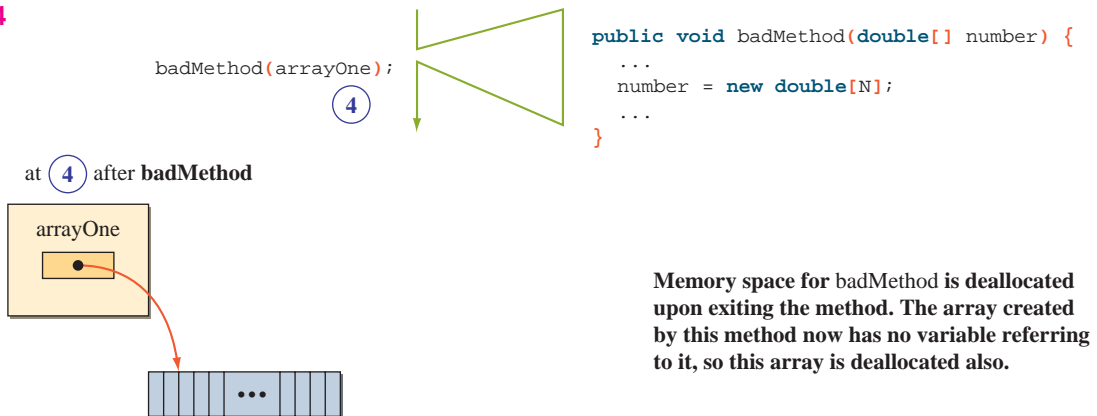 4
badMethod(arrayOne);
4
public void badMethod(double[] number) {
...
number = new double[N];
...
}
at 4 after badMethod
arrayOne
•••
Memory space for badMethod is deallocated
upon exiting the method. The array created
by this method now has no variable referring
to it, so this array is deallocated also.